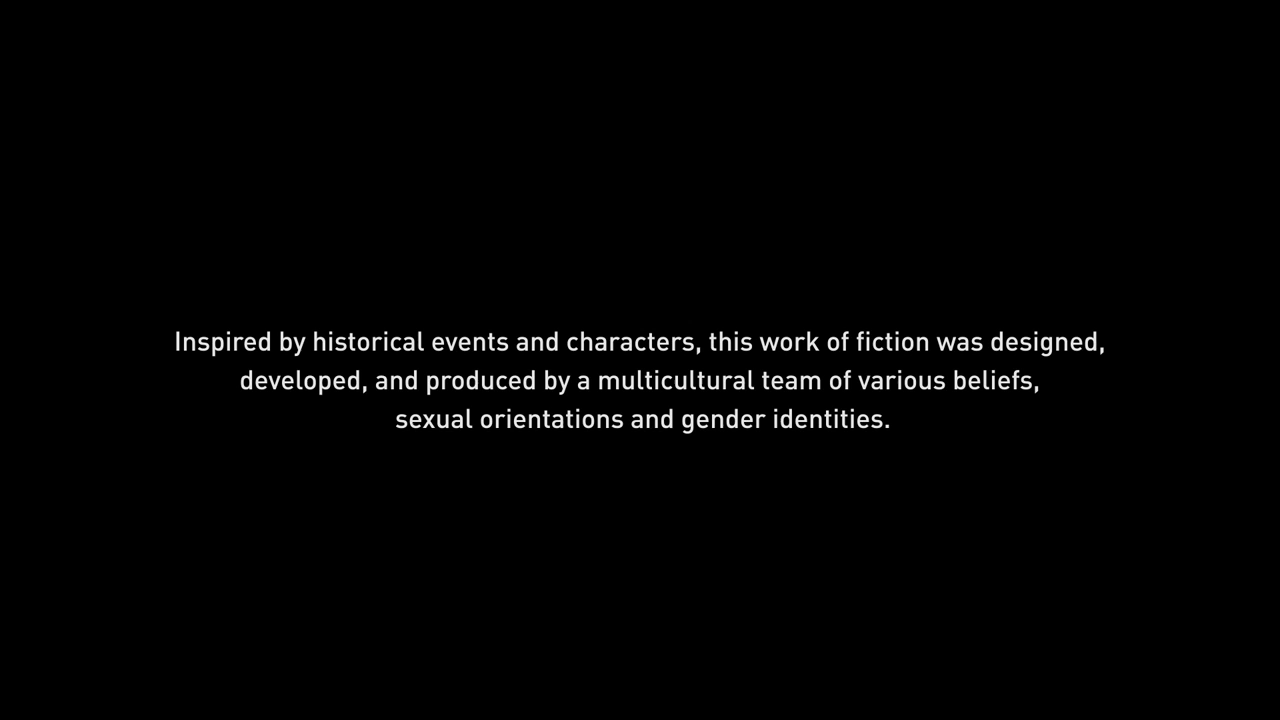 Inspired by historical events and characters, this work of fiction was designed,
developed, and produced by a multicultural team of various beliefs,
sexual orientations and gender identities.